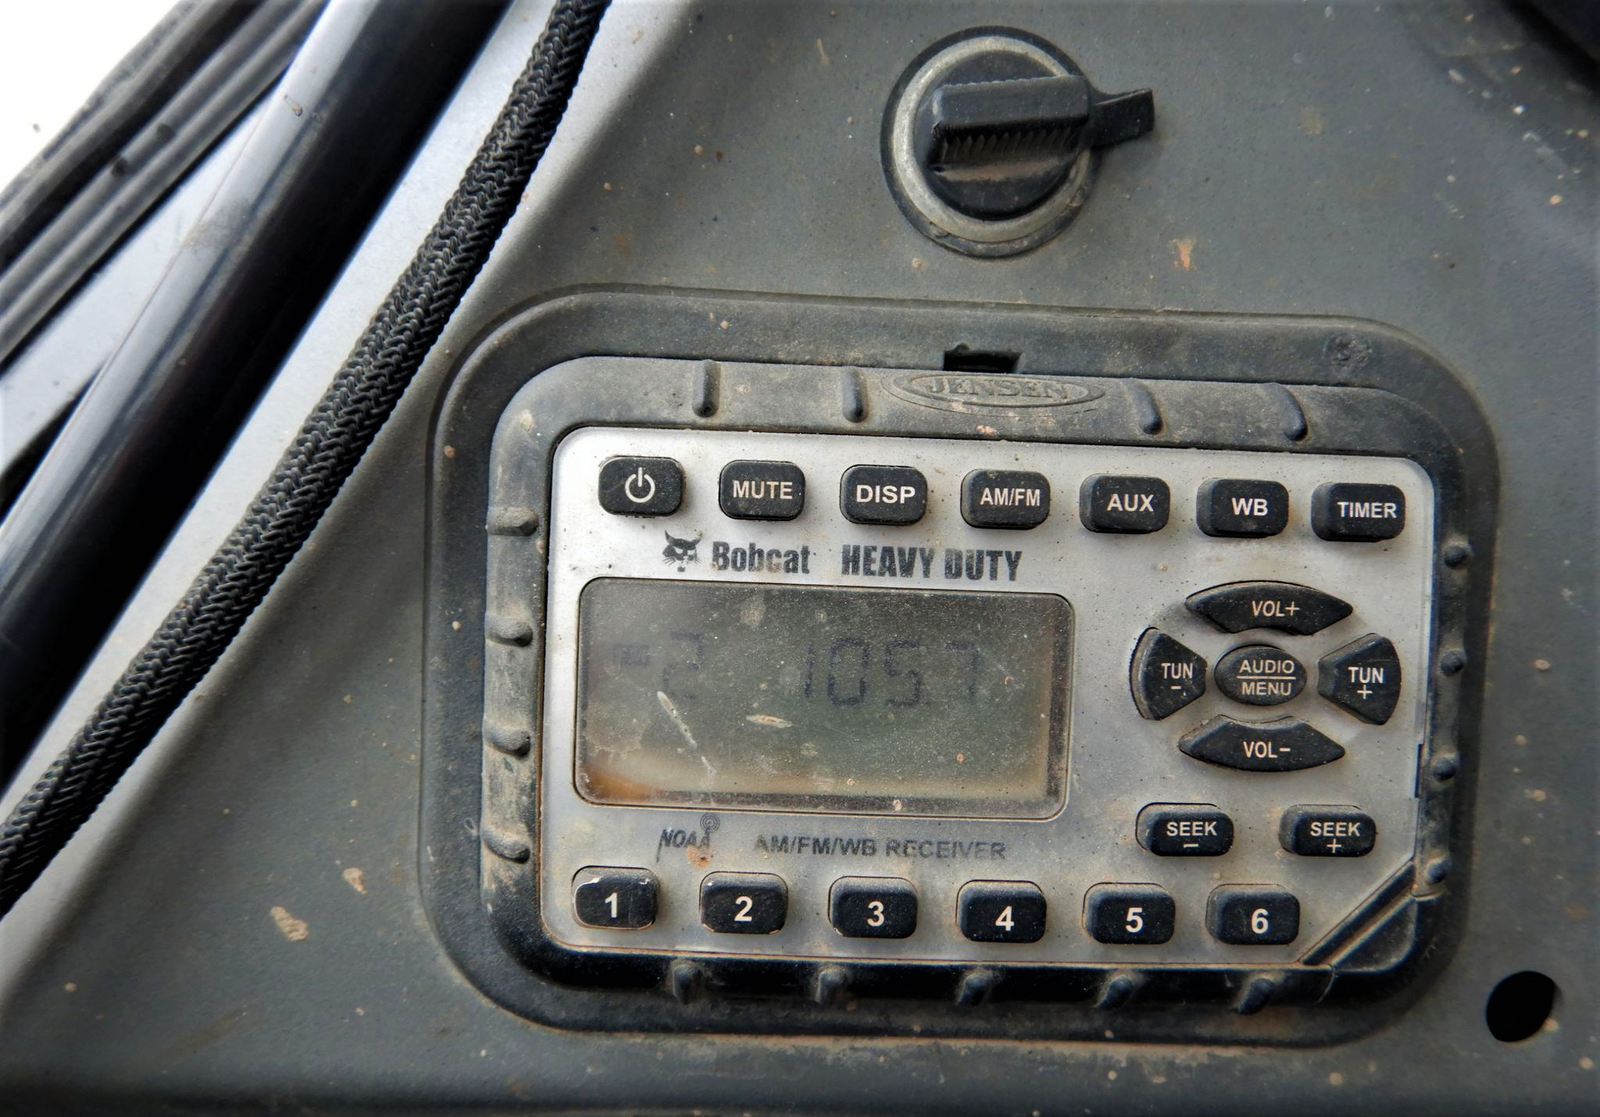 JENSEN
MUTE DISP AM/FM AUX WB TIMER
Bobcat HEAVY DUTY
VOL+
2 105.7
TUN - AUDIO MENU TUN +
VOL-
SEEK - SEEK +
NOAA AM/FM/WB RECEIVER
1 2 3 4 5 6